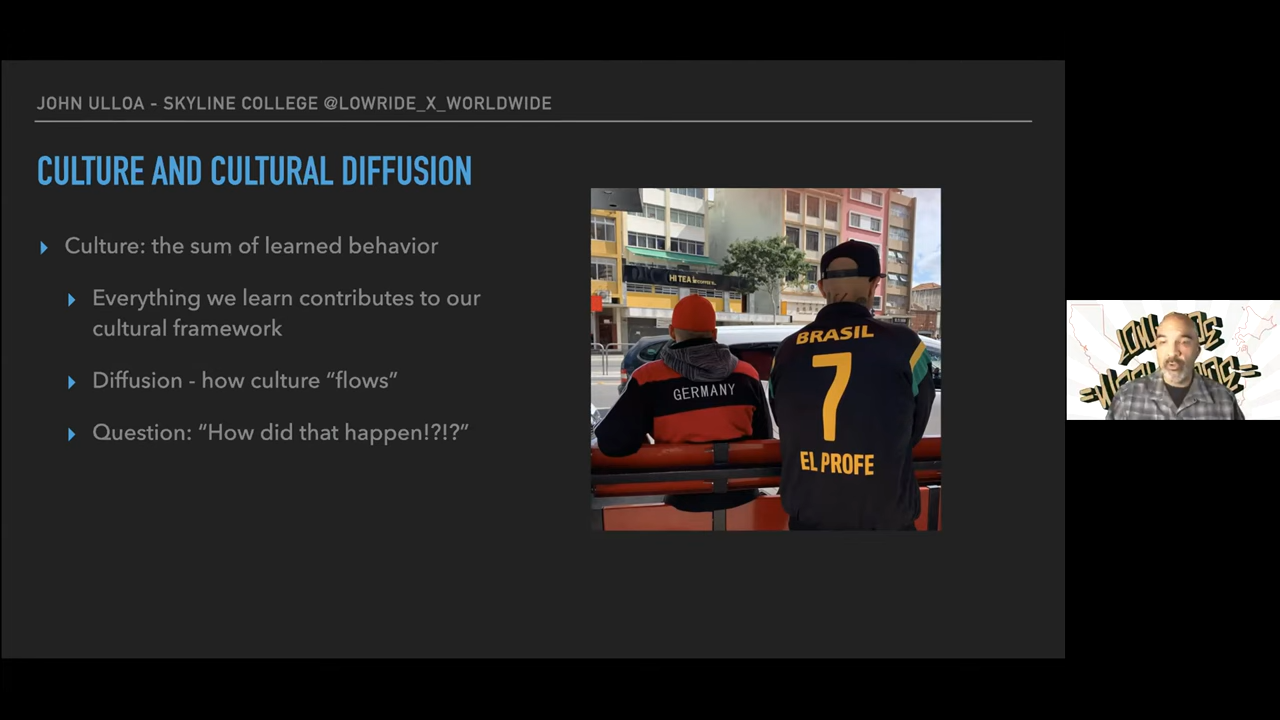 JOHN ULLOA - SKYLINE COLLEGE @LOWRIDE_X_WORLDWIDE
CULTURE AND CULTURAL DIFFUSION
Culture: the sum of learned behavior
Everything we learn contributes to our
cultural framework
Diffusion - how culture “flows”
Question: “How did that happen!?!?”
HI TEA
GERMANY
BRASIL
7
EL PROFE